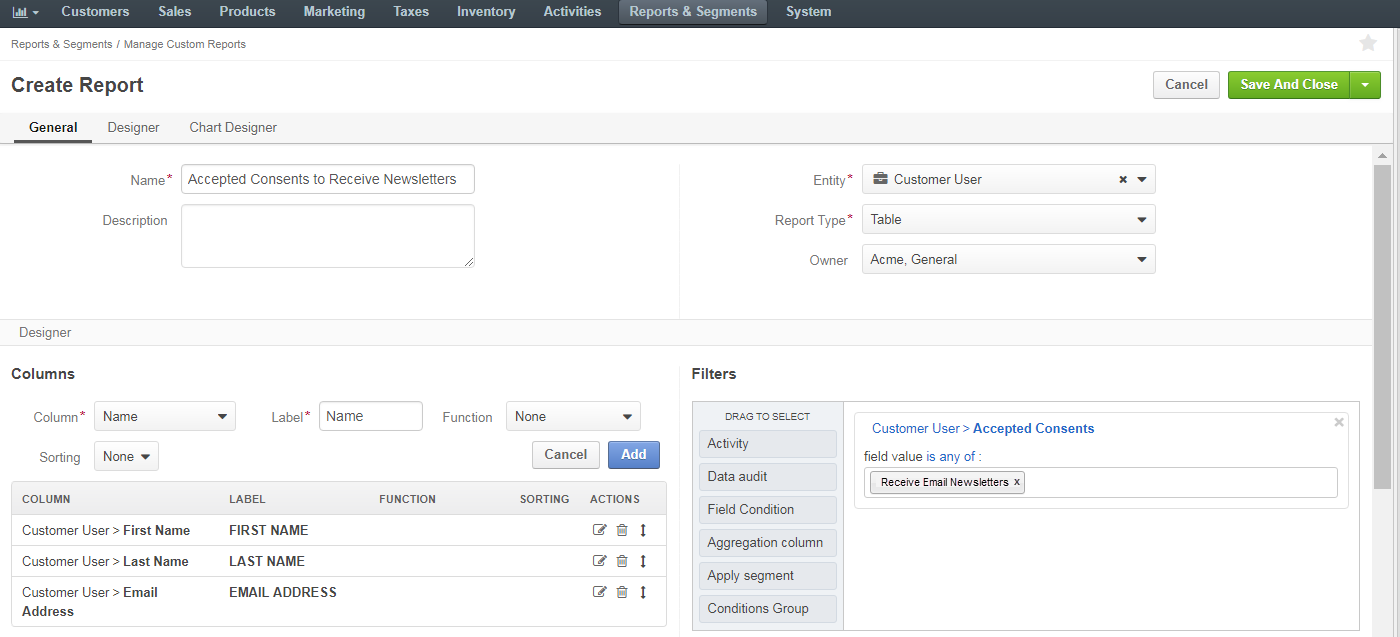 Customers Sales Products Marketing Taxes Inventory Activities Reports & Segments System
Reports & Segments / Manage Custom Reports
Create Report
Cancel Save And Close
General Designer Chart Designer
Name* Accepted Consents to Receive Newsletters
Description
Entity* Customer User x
Report Type* Table
Owner Acme, General
Designer
Columns
Column* Name Label* Name Function None
Sorting None Cancel Add
COLUMN LABEL FUNCTION SORTING ACTIONS
Customer User > First Name FIRST NAME
Customer User > Last Name LAST NAME
Customer User > Email EMAIL ADDRESS
Address
Filters
DRAG TO SELECT
Activity
Data audit
Field Condition
Aggregation column
Apply segment
Conditions Group
Customer User > Accepted Consents
field value is any of :
Receive Email Newsletters x